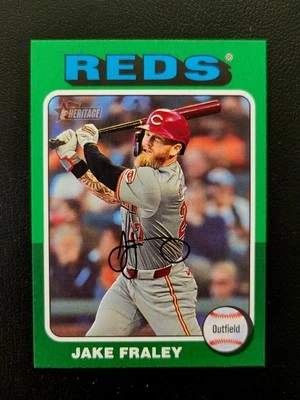 REDS
HERITAGE
Outfield
JAKE FRALEY